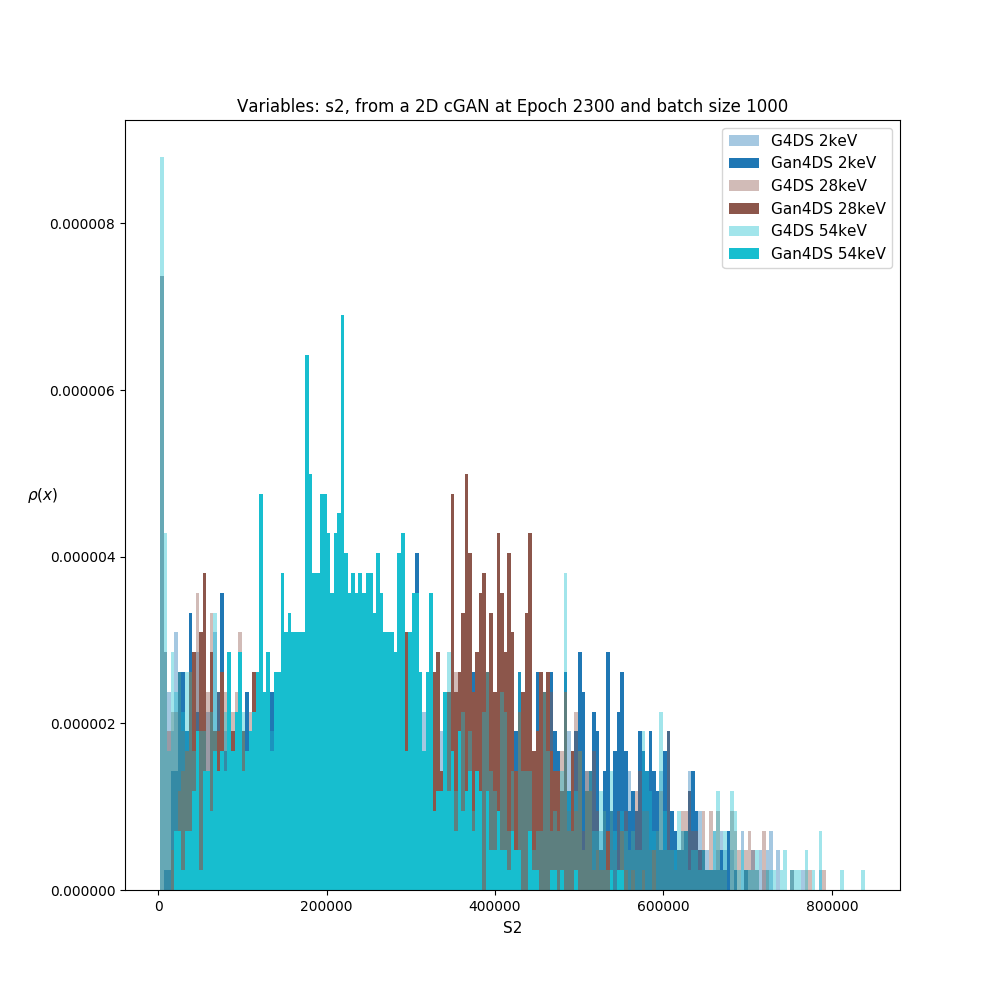 Variables: s2, from a 2D cGAN at Epoch 2300 and batch size 1000
G4DS 2keV
Gan4DS 2keV
G4DS 28keV
Gan4DS 28keV
G4DS 54keV
Gan4DS 54keV
0.000008
0.000006
ρ(x)
0.000004
0.000002
0.000000
0 200000 400000 600000 800000
S2